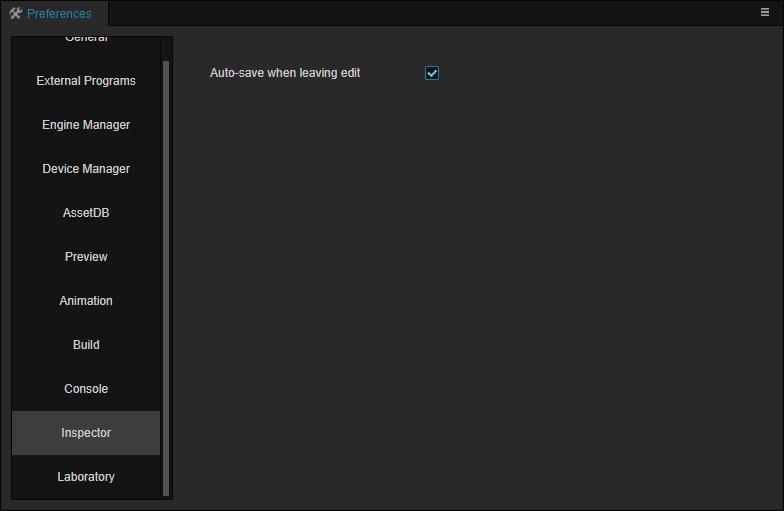 Preferences
General
External Programs
Engine Manager
Device Manager
AssetDB
Preview
Animation
Build
Console
Inspector
Laboratory
Auto-save when leaving edit